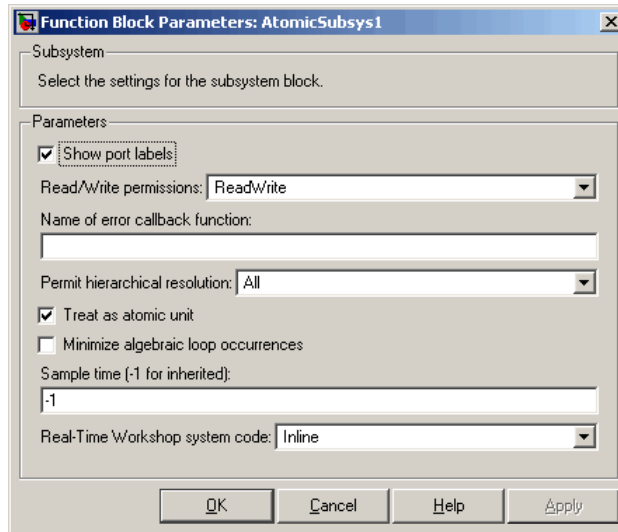 Function Block Parameters: AtomicSubsys1
Subsystem
Select the settings for the subsystem block.
Parameters
Show port labels
Read/Write permissions: ReadWrite
Name of error callback function:
Permit hierarchical resolution: All
Treat as atomic unit
Minimize algebraic loop occurrences
Sample time (-1 for inherited):
-1
Real-Time Workshop system code: Inline
OK Cancel Help Apply